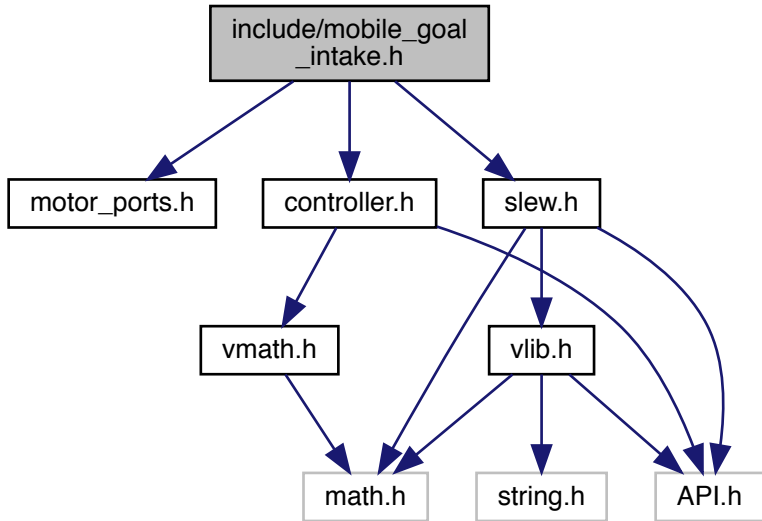 include/mobile_goal
_intake.h
motor_ports.h
controller.h
slew.h
vmath.h
vlib.h
math.h
string.h
API.h